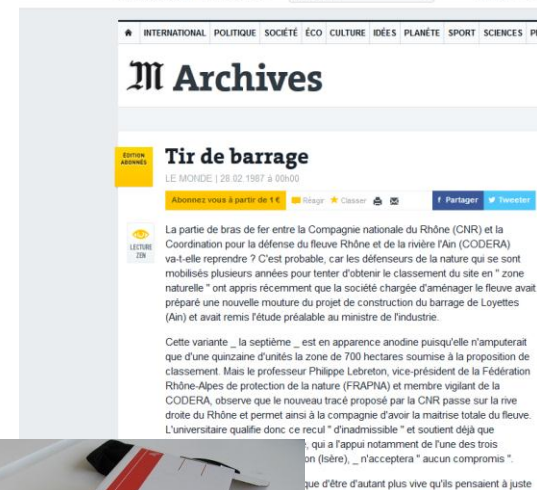 INTERNATIONAL POLITIQUE SOCIÉTÉ ÉCO CULTURE IDÉES PLANÈTE SPORT SCIENCES
M Archives
ÉDITION ABONNÉS
Tir de barrage
LE MONDE | 28.02.1987 à 00h00
Abonnez vous à partir de 1 € Réagir Classer f Partager Tweeter
LECTURE ZEN
La partie de bras de fer entre la Compagnie nationale du Rhône (CNR) et la
Coordination pour la défense du fleuve Rhône et de la rivière l'Ain (CODERA)
va-t-elle reprendre ? C'est probable, car les défenseurs de la nature qui se sont
mobilisés plusieurs années pour tenter d'obtenir le classement du site en " zone
naturelle " ont appris récemment que la société chargée d'aménager le fleuve avait
préparé une nouvelle mouture du projet de construction du barrage de Loyettes
(Ain) et avait remis l'étude préalable au ministre de l'industrie.
Cette variante _ la septième _ est en apparence anodine puisqu'elle n'amputerait
que d'une quinzaine d'unités la zone de 700 hectares soumise à la proposition de
classement. Mais le professeur Philippe Lebreton, vice-président de la Fédération
Rhône-Alpes de protection de la nature (FRAPNA) et membre vigilant de la
CODERA, observe que le nouveau tracé proposé par la CNR passe sur la rive
droite du Rhône et permet ainsi à la compagnie d'avoir la maitrise totale du fleuve.
L'universitaire qualifie donc ce recul " d'inadmissible " et soutient déjà que
, qui a l'appui notamment de l'une des trois
on (Isère), _ n'acceptera " aucun compromis ".
que d'être d'autant plus vive qu'ils pensaient à juste